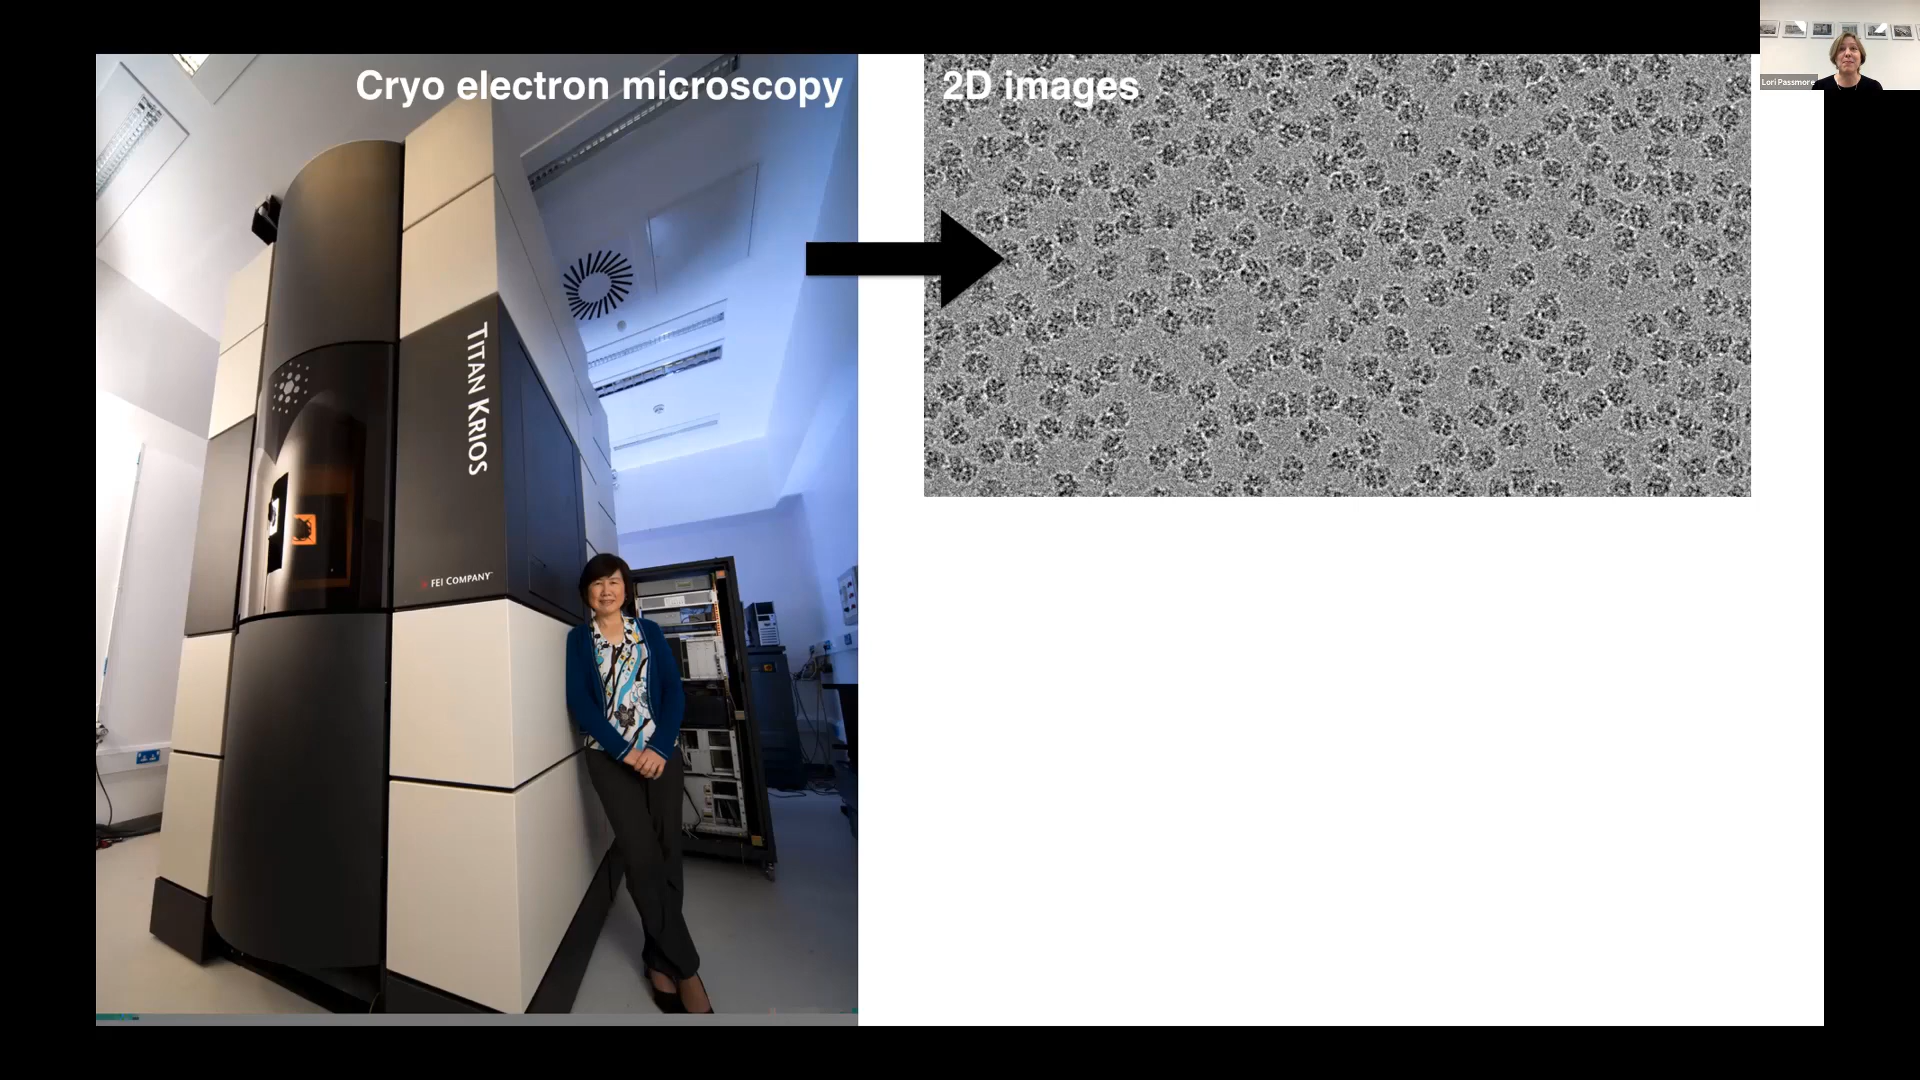 Cryo electron microscopy
2D images
Lori Passmore
TITAN KRIOS
FEI COMPANY